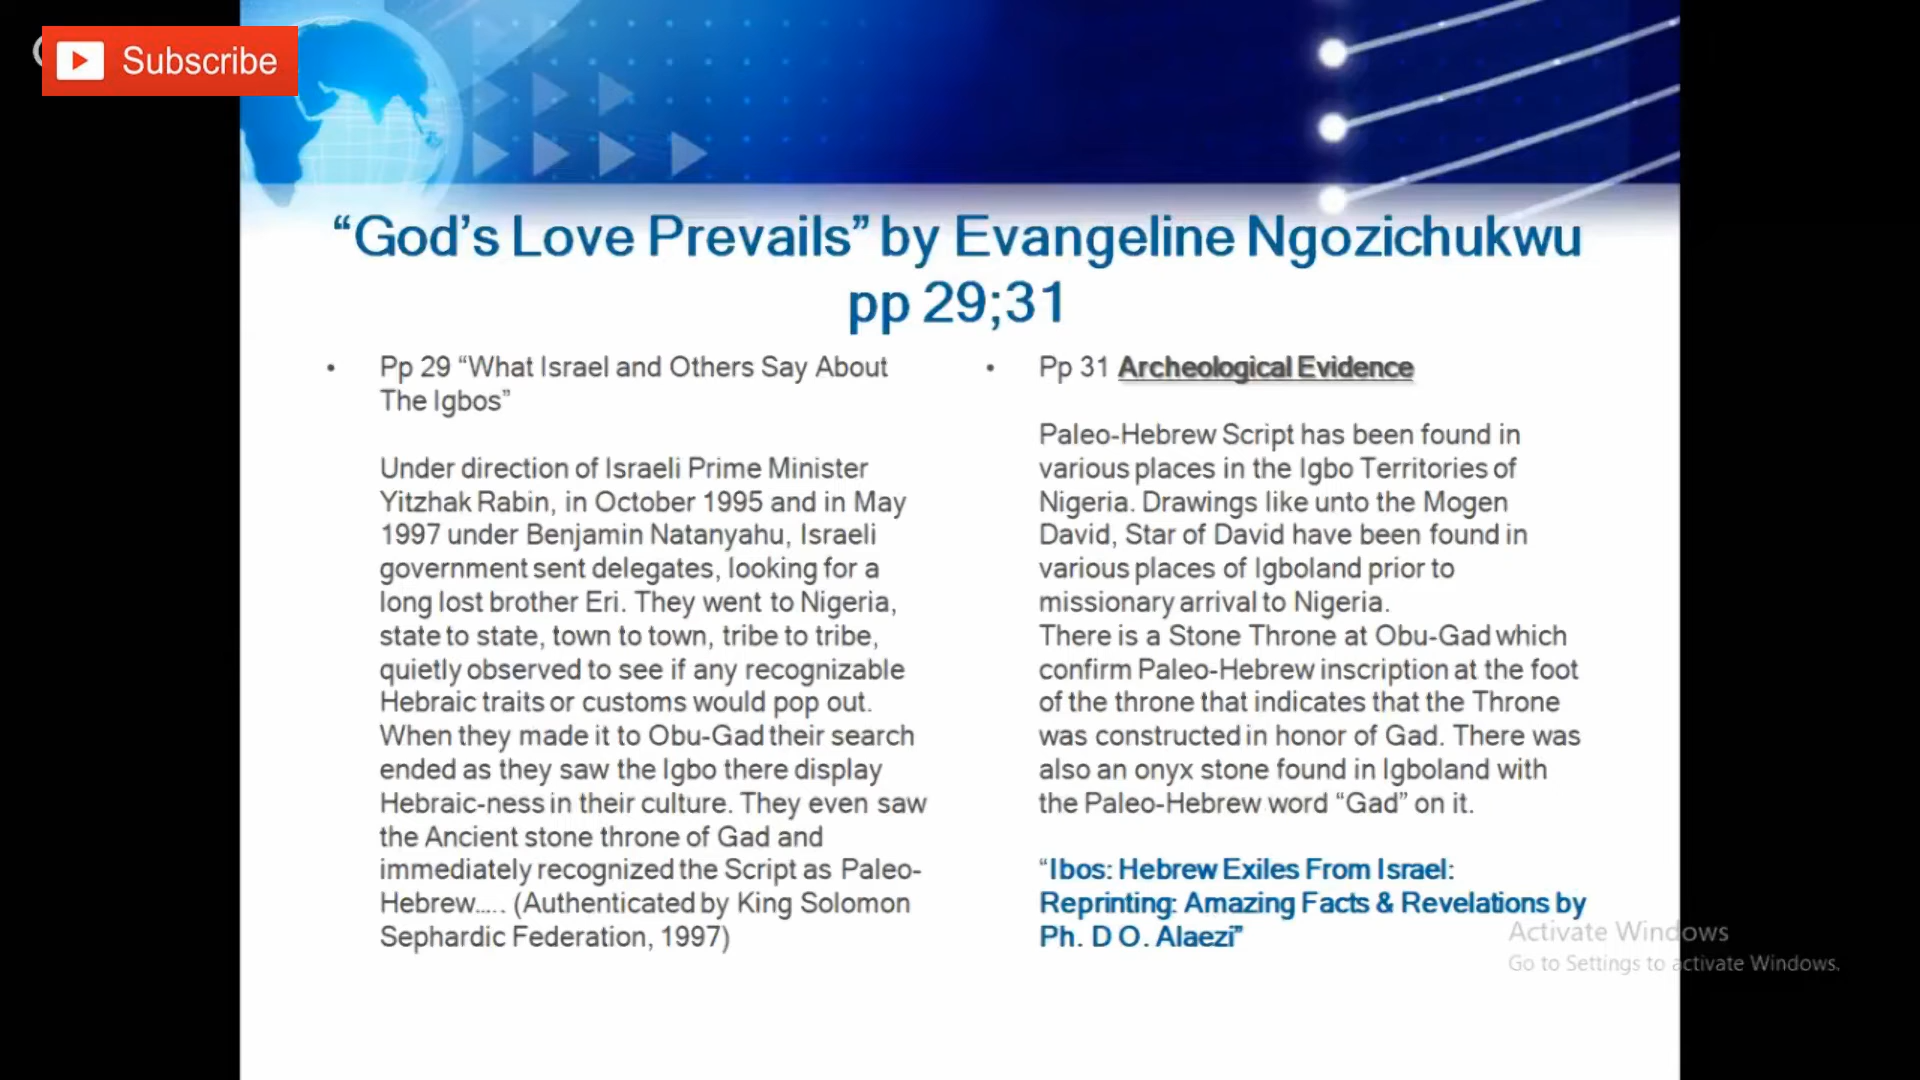 Subscribe
“God’s Love Prevails” by Evangeline Ngozichukwu
pp 29;31
• Pp 29 “What Israel and Others Say About
The Igbos”
Under direction of Israeli Prime Minister
Yitzhak Rabin, in October 1995 and in May
1997 under Benjamin Natanyahu, Israeli
government sent delegates, looking for a
long lost brother Eri. They went to Nigeria,
state to state, town to town, tribe to tribe,
quietly observed to see if any recognizable
Hebraic traits or customs would pop out.
When they made it to Obu-Gad their search
ended as they saw the Igbo there display
Hebraic-ness in their culture. They even saw
the Ancient stone throne of Gad and
immediately recognized the Script as Paleo-
Hebrew….. (Authenticated by King Solomon
Sephardic Federation, 1997)
• Pp 31 Archeological Evidence
Paleo-Hebrew Script has been found in
various places in the Igbo Territories of
Nigeria. Drawings like unto the Mogen
David, Star of David have been found in
various places of Igboland prior to
missionary arrival to Nigeria.
There is a Stone Throne at Obu-Gad which
confirm Paleo-Hebrew inscription at the foot
of the throne that indicates that the Throne
was constructed in honor of Gad. There was
also an onyx stone found in Igboland with
the Paleo-Hebrew word “Gad” on it.
“Ibos: Hebrew Exiles From Israel:
Reprinting: Amazing Facts & Revelations by
Ph. D O. Alaezi”
Activate Windows
Go to Settings to activate Windows.